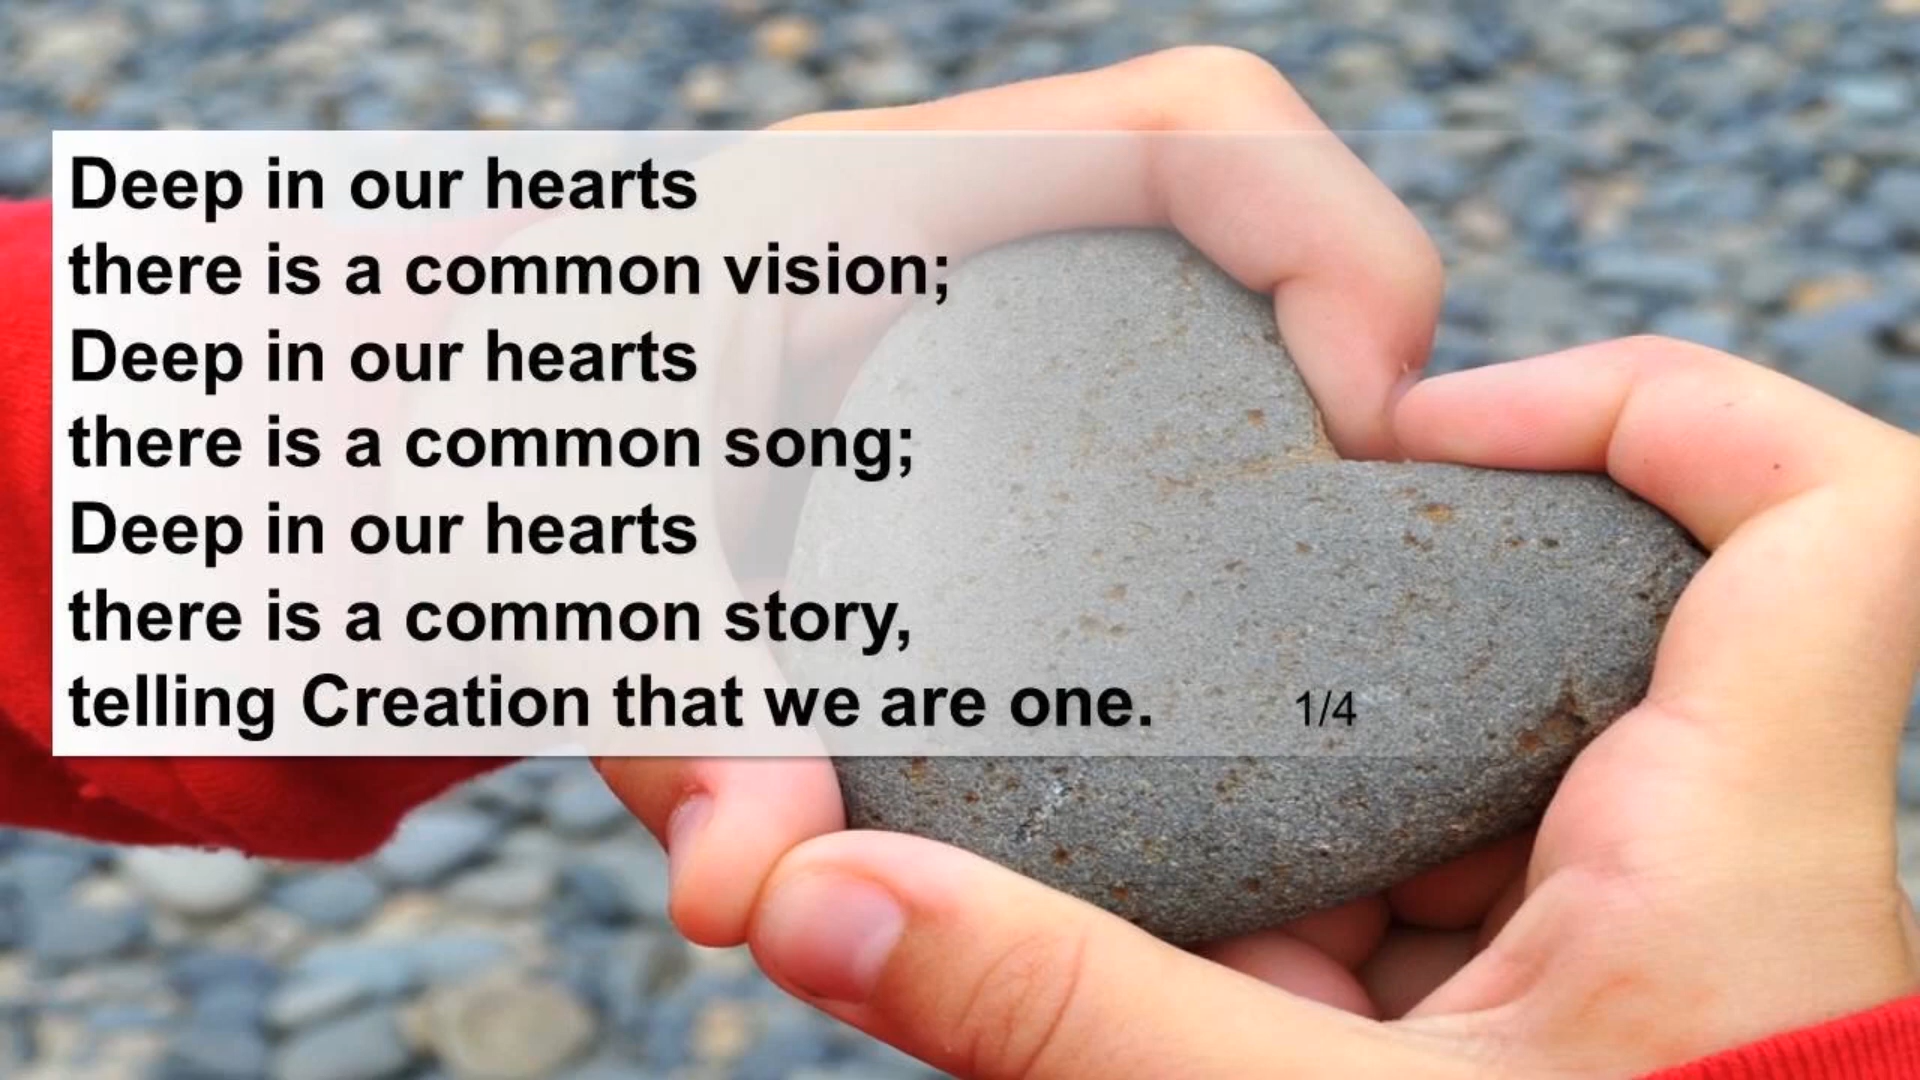 Deep in our hearts
there is a common vision;
Deep in our hearts
there is a common song;
Deep in our hearts
there is a common story,
telling Creation that we are one. 1/4